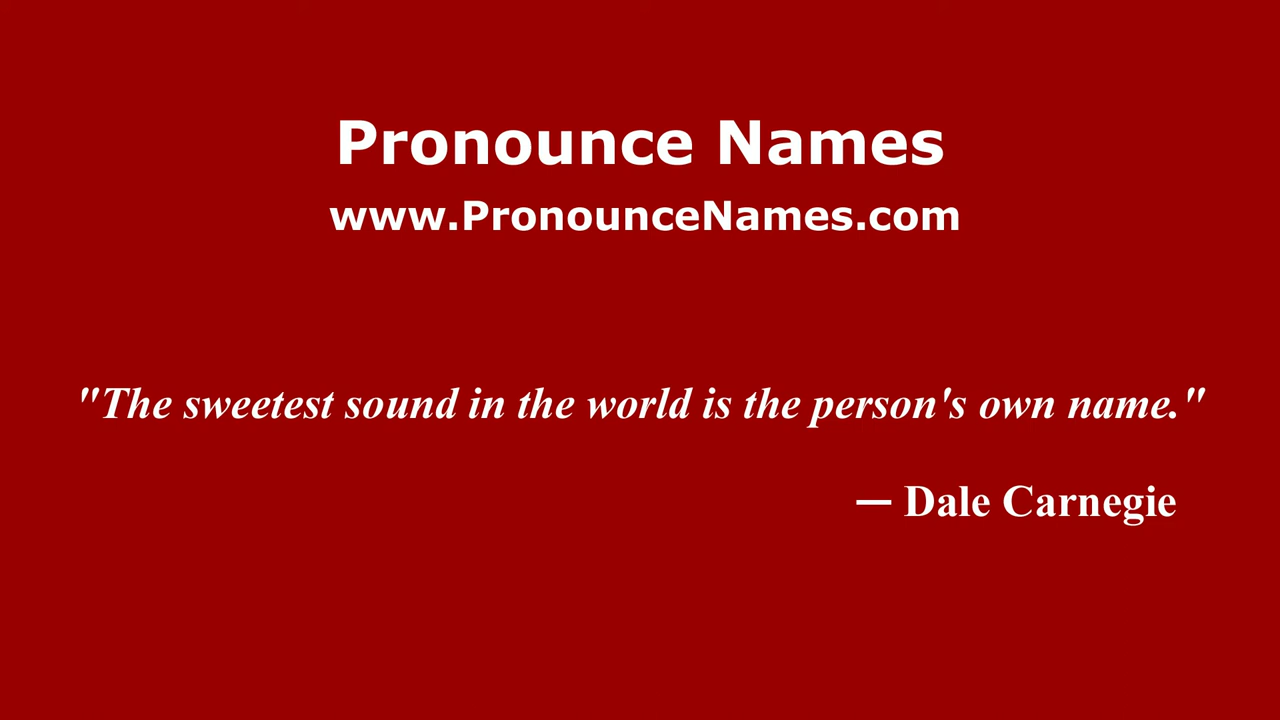 Pronounce Names
www.PronounceNames.com
"The sweetest sound in the world is the person's own name."
— Dale Carnegie